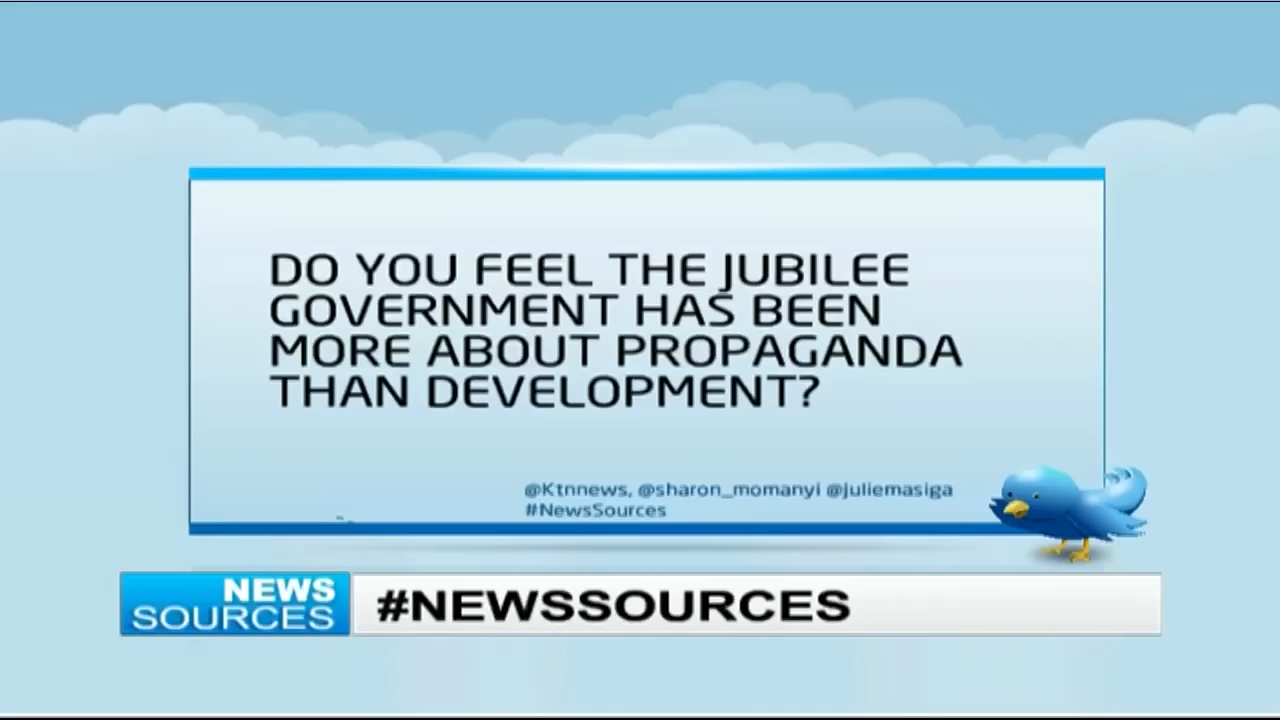 DO YOU FEEL THE JUBILEE
GOVERNMENT HAS BEEN
MORE ABOUT PROPAGANDA
THAN DEVELOPMENT?
@Ktnnews, @sharon_momanyi @juliemasiga
#NewsSources
NEWS
SOURCES
#NEWSSOURCES